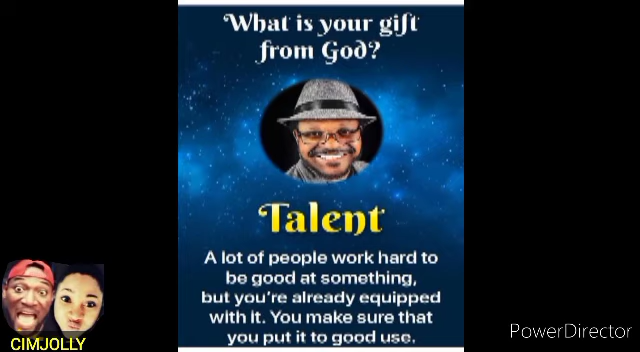 What is your gift
from God?
Talent
A lot of people work hard to
be good at something,
but you're already equipped
with it. You make sure that
you put it to good use.
CIMJOLLY
PowerDirector